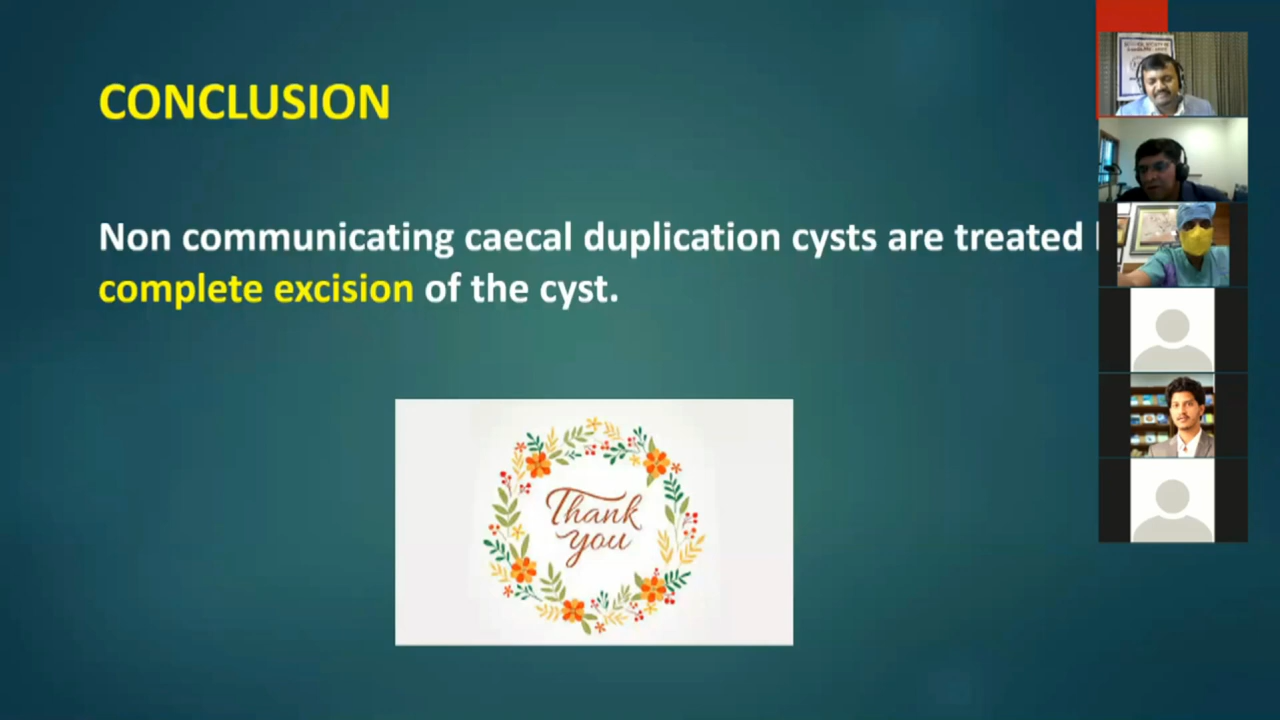 CONCLUSION
Non communicating caecal duplication cysts are treated
complete excision of the cyst.
Thank
you